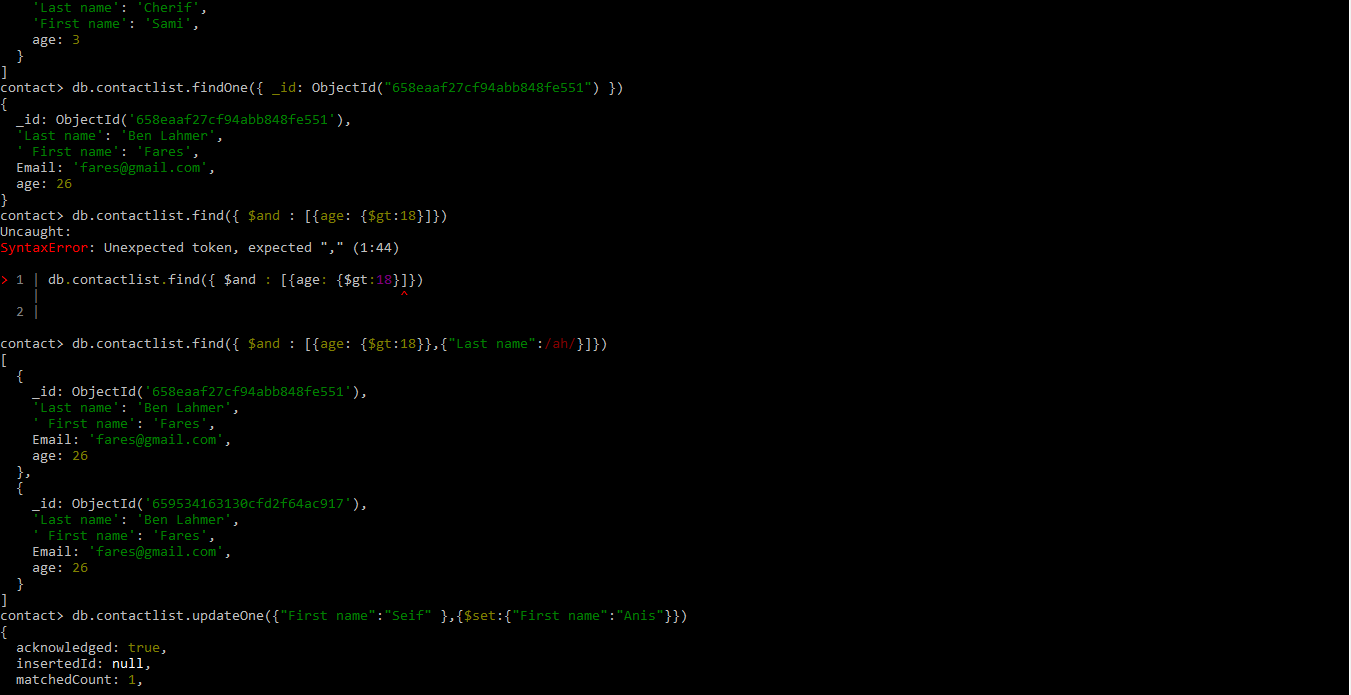 'Last name': 'Cherif',
    'First name': 'Sami',
    age: 3
  }
]
contact> db.contactlist.findOne({ _id: ObjectId("658eaaf27cf94abb848fe551") })
{
  _id: ObjectId('658eaaf27cf94abb848fe551'),
  'Last name': 'Ben Lahmer',
  ' First name': 'Fares',
  Email: 'fares@gmail.com',
  age: 26
}
contact> db.contactlist.find({ $and : [{age: {$gt:18}]})
Uncaught:
SyntaxError: Unexpected token, expected "," (1:44)
> 1 | db.contactlist.find({ $and : [{age: {$gt:18}]})
    |                                             ^
  2 |
contact> db.contactlist.find({ $and : [{age: {$gt:18}},{"Last name":/ah/}]})
[
  {
    _id: ObjectId('658eaaf27cf94abb848fe551'),
    'Last name': 'Ben Lahmer',
    ' First name': 'Fares',
    Email: 'fares@gmail.com',
    age: 26
  },
  {
    _id: ObjectId('659534163130cfd2f64ac917'),
    'Last name': 'Ben Lahmer',
    ' First name': 'Fares',
    Email: 'fares@gmail.com',
    age: 26
  }
]
contact> db.contactlist.updateOne({"First name":"Seif" },{$set:{"First name":"Anis"}})
{
  acknowledged: true,
  insertedId: null,
  matchedCount: 1,